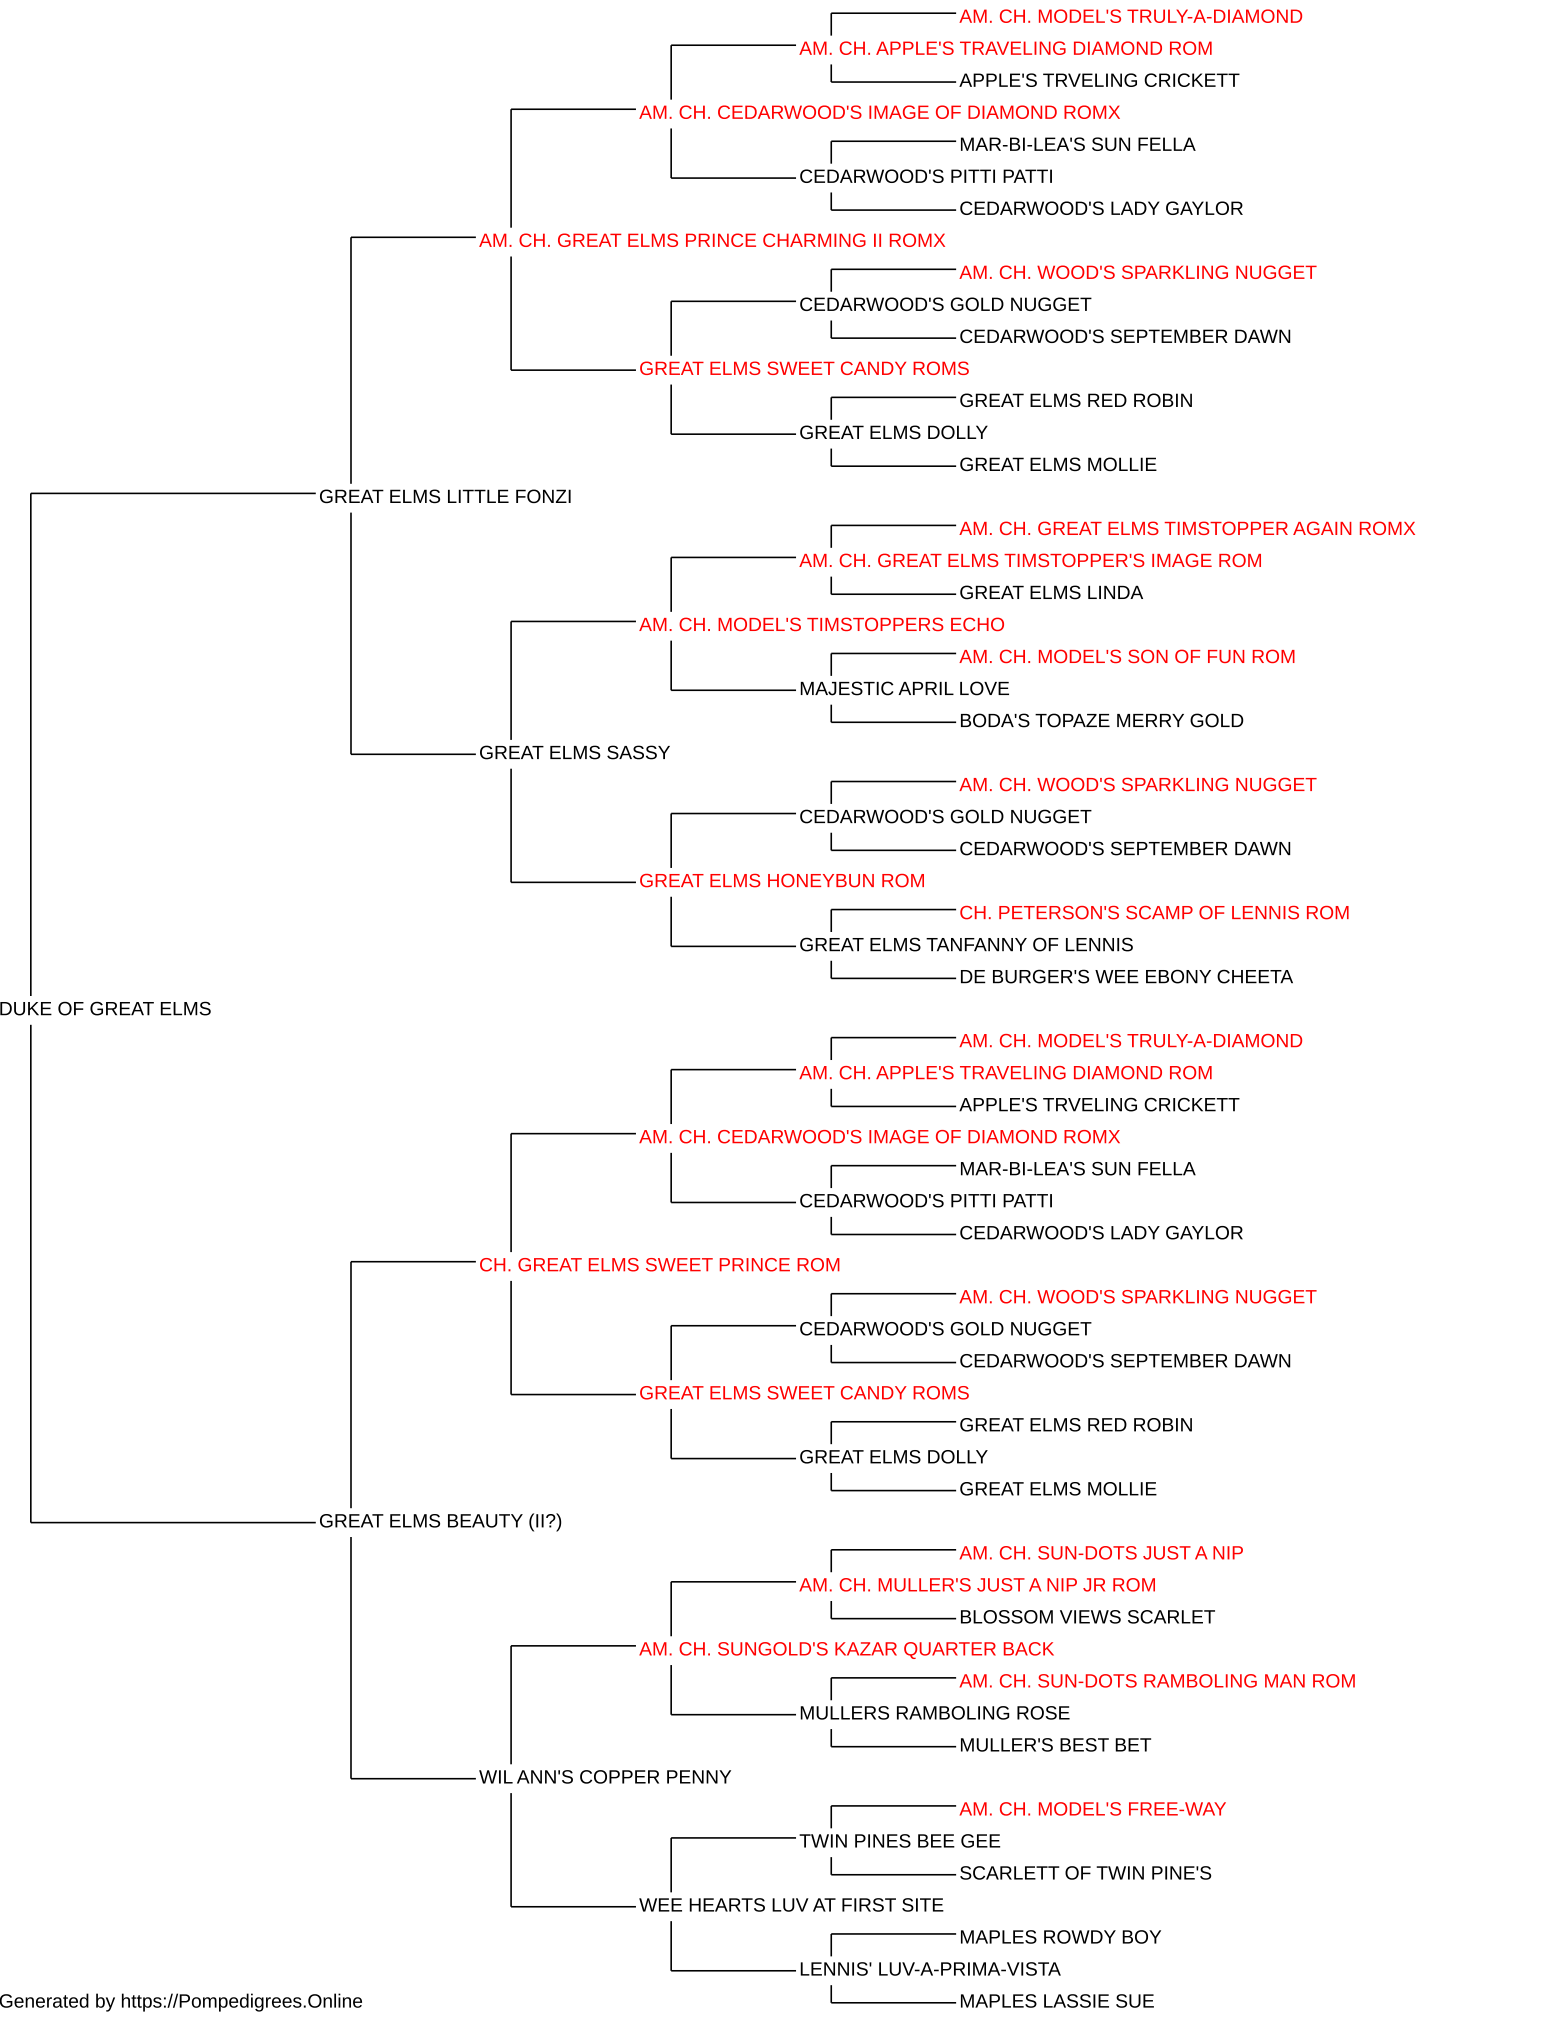 AM. CH. MODEL'S TRULY-A-DIAMOND
AM. CH. APPLE'S TRAVELING DIAMOND ROM
APPLE'S TRVELING CRICKETT
AM. CH. CEDARWOOD'S IMAGE OF DIAMOND ROMX
MAR-BI-LEA'S SUN FELLA
CEDARWOOD'S PITTI PATTI
CEDARWOOD'S LADY GAYLOR
AM. CH. GREAT ELMS PRINCE CHARMING II ROMX
AM. CH. WOOD'S SPARKLING NUGGET
CEDARWOOD'S GOLD NUGGET
CEDARWOOD'S SEPTEMBER DAWN
GREAT ELMS SWEET CANDY ROMS
GREAT ELMS RED ROBIN
GREAT ELMS DOLLY
GREAT ELMS MOLLIE
GREAT ELMS LITTLE FONZI
AM. CH. GREAT ELMS TIMSTOPPER AGAIN ROMX
AM. CH. GREAT ELMS TIMSTOPPER'S IMAGE ROM
GREAT ELMS LINDA
AM. CH. MODEL'S TIMSTOPPERS ECHO
AM. CH. MODEL'S SON OF FUN ROM
MAJESTIC APRIL LOVE
BODA'S TOPAZE MERRY GOLD
GREAT ELMS SASSY
AM. CH. WOOD'S SPARKLING NUGGET
CEDARWOOD'S GOLD NUGGET
CEDARWOOD'S SEPTEMBER DAWN
GREAT ELMS HONEYBUN ROM
CH. PETERSON'S SCAMP OF LENNIS ROM
GREAT ELMS TANFANNY OF LENNIS
DE BURGER'S WEE EBONY CHEETA
DUKE OF GREAT ELMS
AM. CH. MODEL'S TRULY-A-DIAMOND
AM. CH. APPLE'S TRAVELING DIAMOND ROM
APPLE'S TRVELING CRICKETT
AM. CH. CEDARWOOD'S IMAGE OF DIAMOND ROMX
MAR-BI-LEA'S SUN FELLA
CEDARWOOD'S PITTI PATTI
CEDARWOOD'S LADY GAYLOR
CH. GREAT ELMS SWEET PRINCE ROM
AM. CH. WOOD'S SPARKLING NUGGET
CEDARWOOD'S GOLD NUGGET
CEDARWOOD'S SEPTEMBER DAWN
GREAT ELMS SWEET CANDY ROMS
GREAT ELMS RED ROBIN
GREAT ELMS DOLLY
GREAT ELMS MOLLIE
GREAT ELMS BEAUTY (II?)
AM. CH. SUN-DOTS JUST A NIP
AM. CH. MULLER'S JUST A NIP JR ROM
BLOSSOM VIEWS SCARLET
AM. CH. SUNGOLD'S KAZAR QUARTER BACK
AM. CH. SUN-DOTS RAMBOLING MAN ROM
MULLERS RAMBOLING ROSE
MULLER'S BEST BET
WIL ANN'S COPPER PENNY
AM. CH. MODEL'S FREE-WAY
TWIN PINES BEE GEE
SCARLETT OF TWIN PINE'S
WEE HEARTS LUV AT FIRST SITE
MAPLES ROWDY BOY
LENNIS' LUV-A-PRIMA-VISTA
MAPLES LASSIE SUE
Generated by https://Pompedigrees.Online